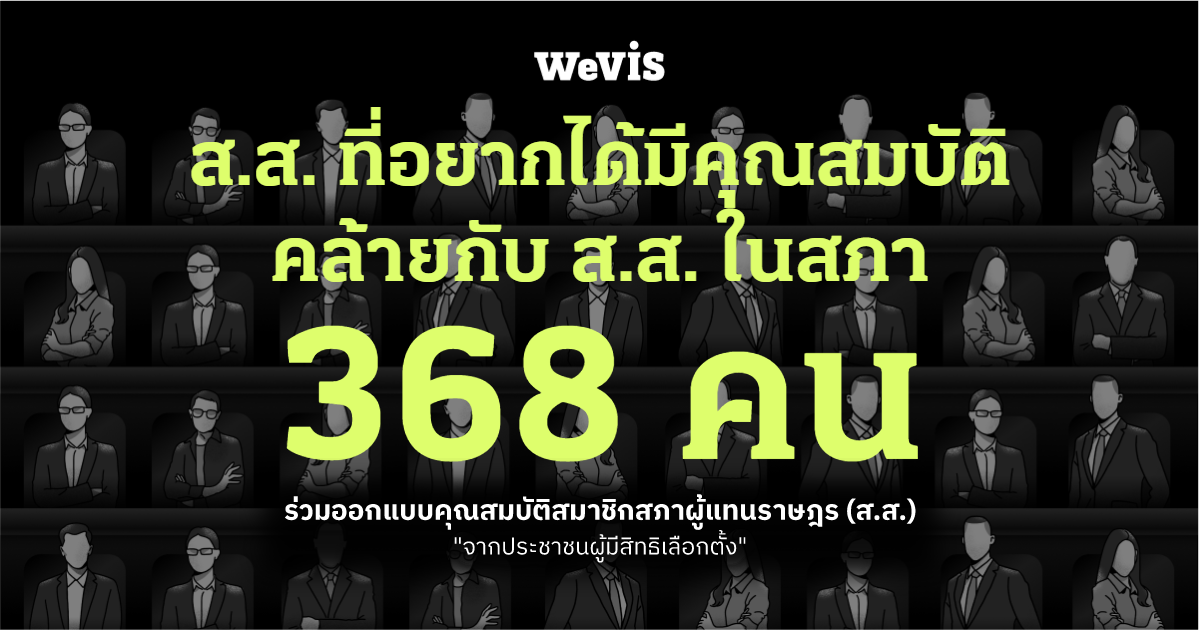 WeVIS
ส.ส. ที่อยากได้มีคุณสมบัติ
คล้ายกับ ส.ส. ในสภา
368 คน
ร่วมออกแบบคุณสมบัติสมาชิกสภาผู้แทนราษฎร (ส.ส.)
"จากประชาชนผู้มีสิทธิเลือกตั้ง"